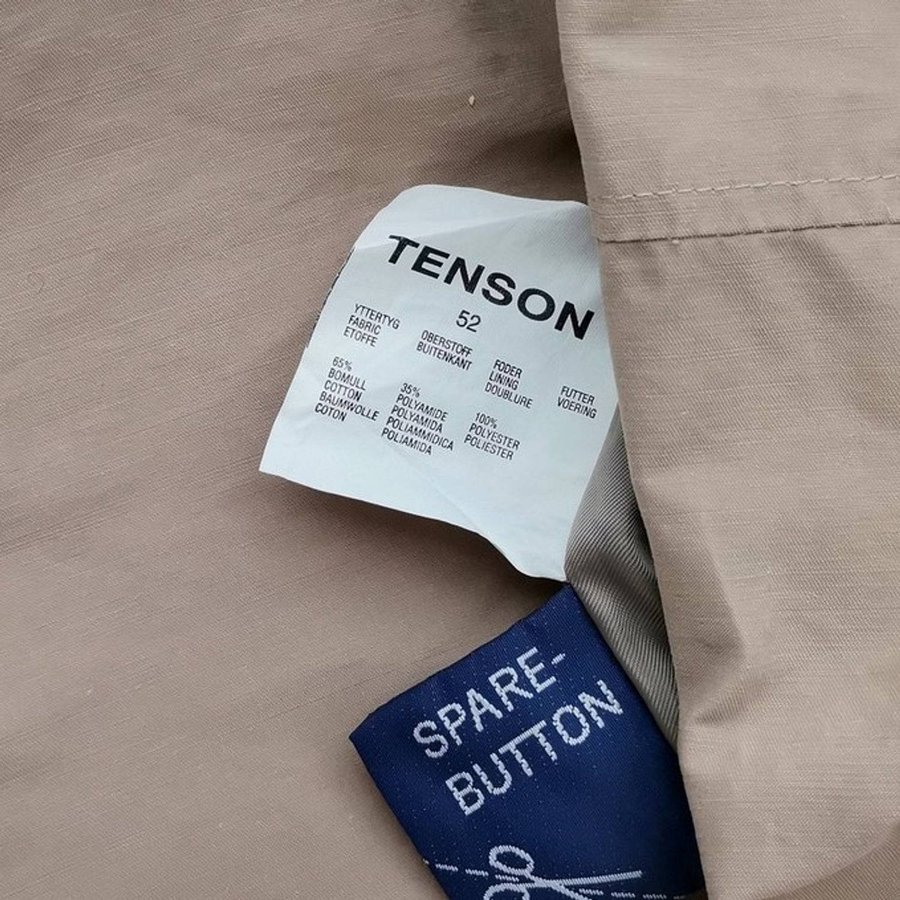 TENSON
52
YTTERTYG
FABRIC
ETOFFE
OBERSTOFF
BUITENKANT
FODER
LINING
DOUBLURE
FUTTER
VOERING
65%
BOMULL
COTTON
BAUMWOLLE
COTON
35%
POLYAMIDE
POLYAMIDA
POLIAMMIDICA
POLIAMIDA
100%
POLYESTER
POLIESTER
SPARE-
BUTTON